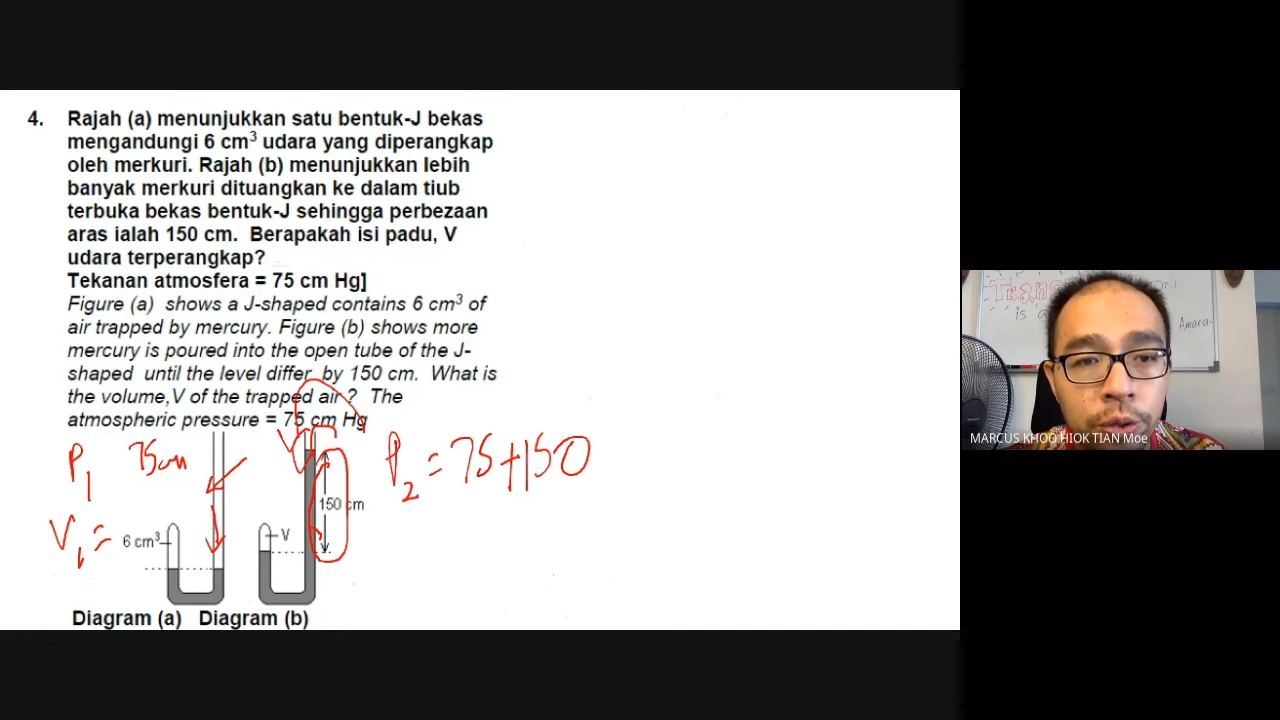 4. Rajah (a) menunjukkan satu bentuk-J bekas
mengandungi 6 cm³ udara yang diperangkap
oleh merkuri. Rajah (b) menunjukkan lebih
banyak merkuri dituangkan ke dalam tiub
terbuka bekas bentuk-J sehingga perbezaan
aras ialah 150 cm. Berapakah isi padu, V
udara terperangkap?
Tekanan atmosfera = 75 cm Hg]
Figure (a) shows a J-shaped contains 6 cm³ of
air trapped by mercury. Figure (b) shows more
mercury is poured into the open tube of the J-
shaped until the level differ by 150 cm. What is
the volume,V of the trapped air ? The
atmospheric pressure = 75 cm Hg
P₁ 75cm
P₂ = 75+150
150 cm
V₁ =
6 cm³
V
Diagram (a) Diagram (b)
is a
Amara-
MARCUS KHOO HIOK TIAN Moe